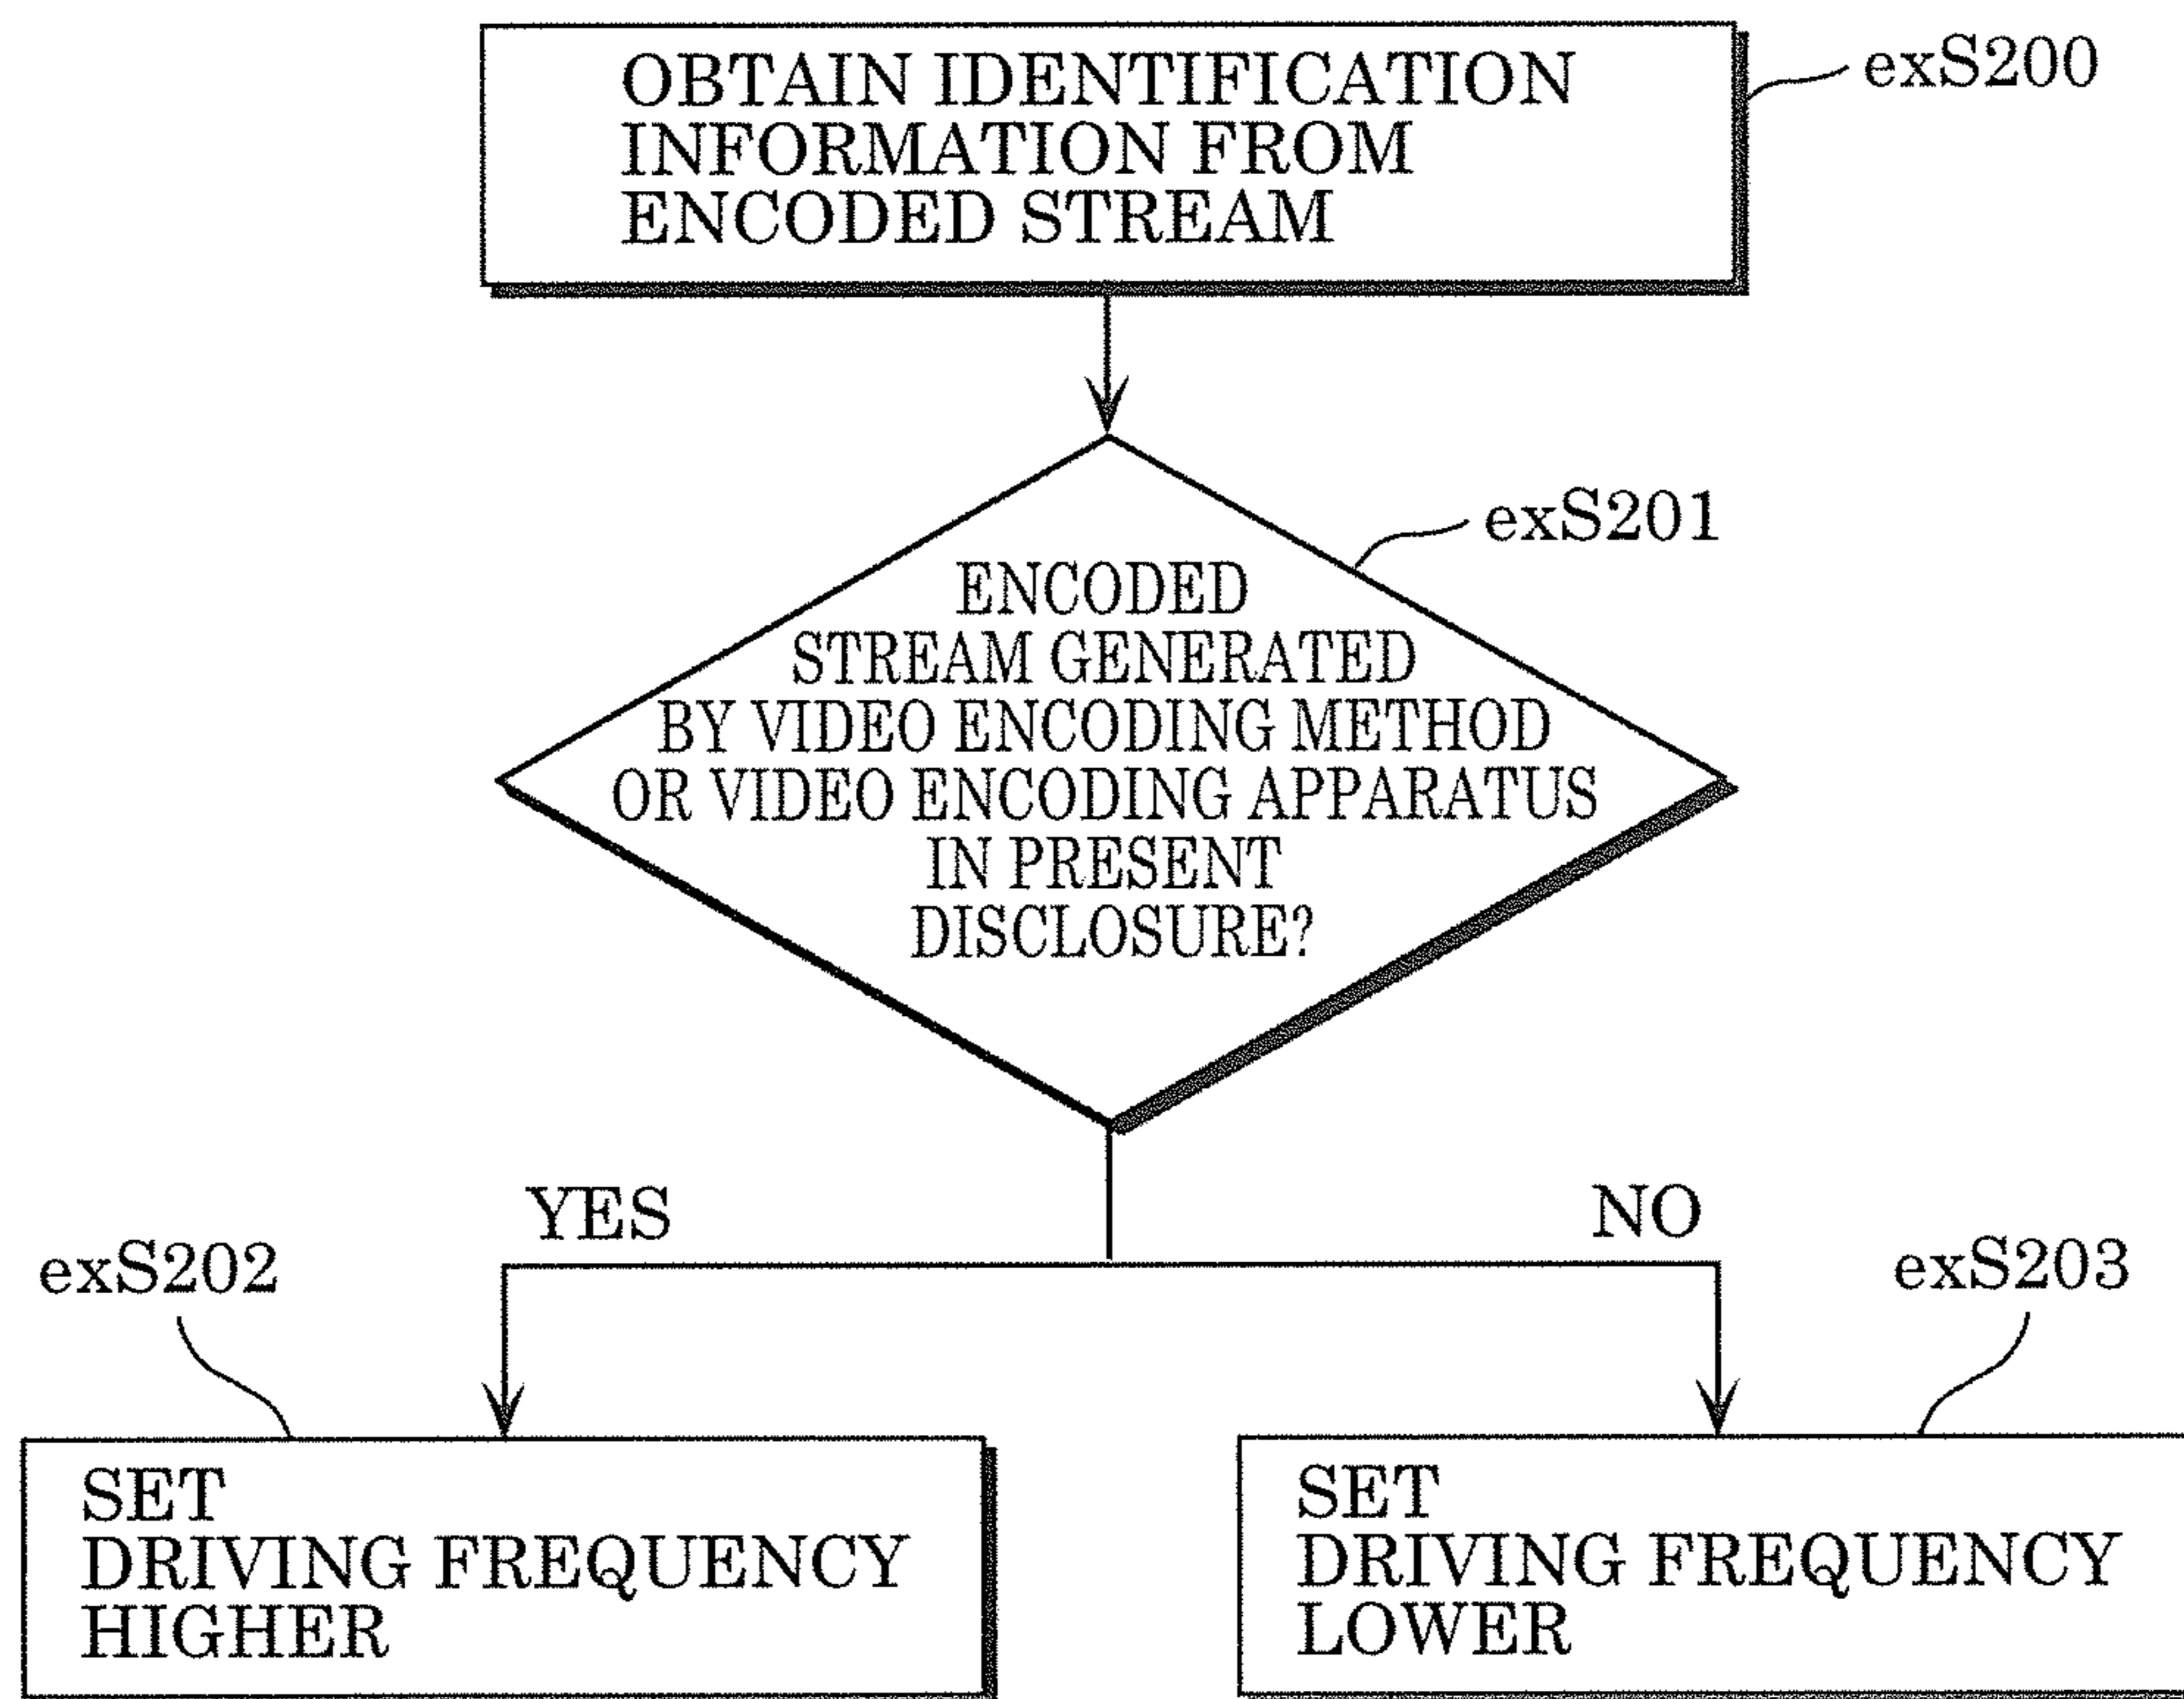 OBTAIN IDENTIFICATION
INFORMATION FROM
ENCODED STREAM
exS200
exS201
ENCODED
STREAM GENERATED
BY VIDEO ENCODING METHOD
OR VIDEO ENCODING APPARATUS
IN PRESENT
DISCLOSURE?
YES
NO
exS202
exS203
SET
DRIVING FREQUENCY
HIGHER
SET
DRIVING FREQUENCY
LOWER